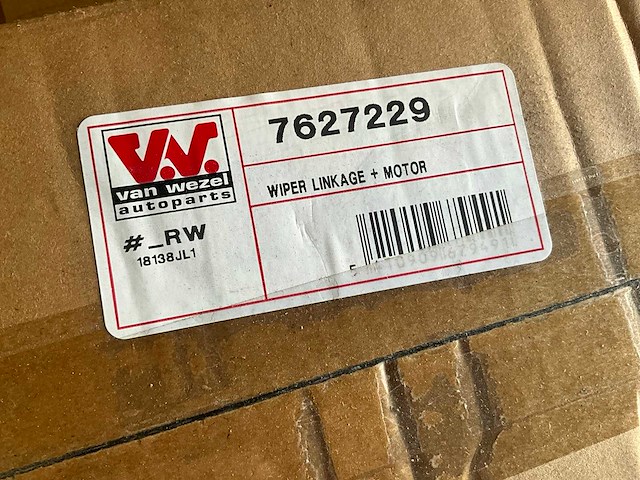 V.W.
van wezel
autoparts
#_RW
18138JL1
7627229
WIPER LINKAGE + MOTOR